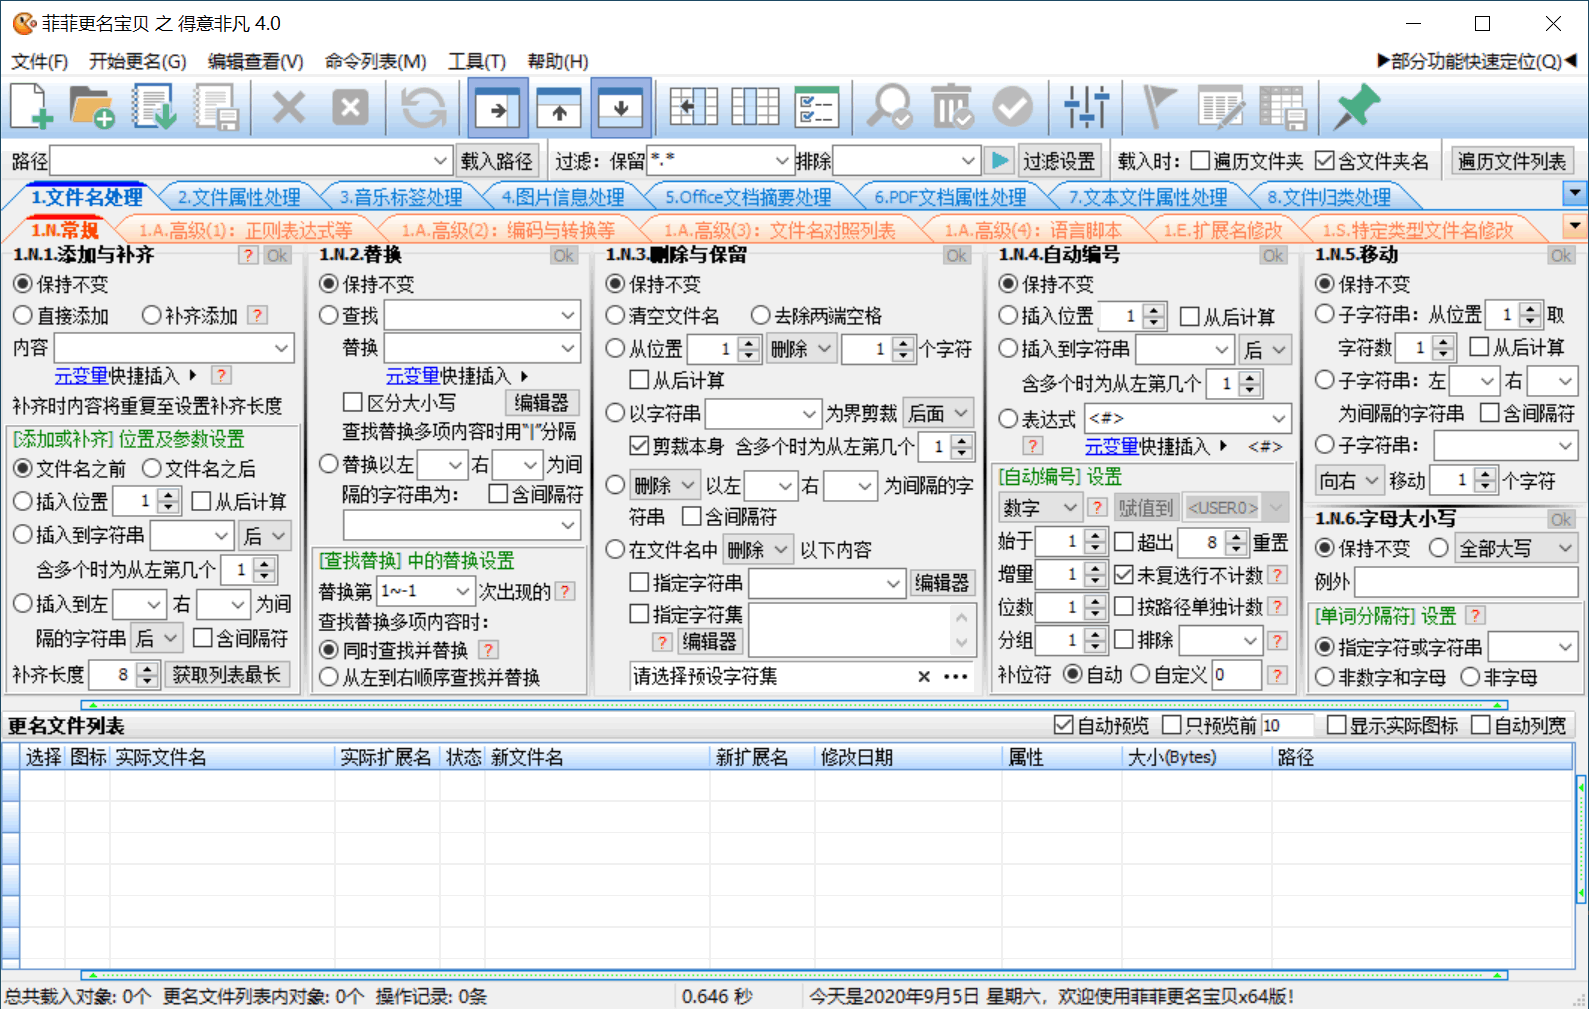 菲菲更名宝贝 之 得意非凡 4.0
文件(F) 开始更名(G) 编辑查看(V) 命令列表(M) 工具(T) 帮助(H) ▶部分功能快速定位(Q)◀
路径 载入路径 过滤: 保留 *.* 排除 过滤设置 载入时: 遍历文件夹 含文件夹名 遍历文件列表
1.文件名处理 2.文件属性处理 3.音乐标签处理 4.图片信息处理 5.Office文档摘要处理 6.PDF文档属性处理 7.文本文件属性处理 8.文件归类处理
1.N.常规 1.A.高级(1): 正则表达式等 1.A.高级(2): 编码与转换等 1.A.高级(3): 文件名对照列表 1.A.高级(4): 语言脚本 1.E.扩展名修改 1.S.特定类型文件名修改
1.N.1.添加与补齐 ? Ok
保持不变
直接添加 补齐添加 ?
内容
元变量快捷插入 ?
补齐时内容将重复至设置补齐长度
[添加或补齐] 位置及参数设置
文件名之前 文件名之后
插入位置 1 从后计算
插入到字符串 后
含多个时为从左第几个 1
插入到左 右 为间
隔的字符串 后 含间隔符
补齐长度 8 获取列表最长
1.N.2.替换 Ok
保持不变
查找
替换
元变量快捷插入
区分大小写 编辑器
查找替换多项内容时用"|"分隔
替换以左 右 为间
隔的字符串为: 含间隔符
[查找替换] 中的替换设置
替换第 1~-1 次出现的 ?
查找替换多项内容时:
同时查找并替换 ?
从左到右顺序查找并替换
1.N.3.删除与保留 Ok
保持不变
清空文件名 去除两端空格
从位置 1 删除 1 个字符
从后计算
以字符串 为界剪裁 后面
剪裁本身 含多个时为从左第几个 1
删除 以左 右 为间隔的字
符串 含间隔符
在文件名中 删除 以下内容
指定字符串 编辑器
指定字符集
? 编辑器
请选择预设字符集
1.N.4.自动编号 Ok
保持不变
插入位置 1 从后计算
插入到字符串 后
含多个时为从左第几个 1
表达式 <#>
? 元变量快捷插入 <#>
[自动编号] 设置
数字 ? 赋值到 <USER0>
始于 1 超出 8 重置
增量 1 未复选行不计数 ?
位数 1 按路径单独计数 ?
分组 1 排除 ?
补位符 自动 自定义 0 ?
1.N.5.移动 Ok
保持不变
子字符串: 从位置 1 取
字符数 1 从后计算
子字符串: 左 右
为间隔的字符串 含间隔符
子字符串:
向右 移动 1 个字符
1.N.6.字母大小写 Ok
保持不变 全部大写
例外
[单词分隔符] 设置 ?
指定字符或字符串
非数字和字母 非字母
更名文件列表 自动预览 只预览前 10 显示实际图标 自动列宽
选择 图标 实际文件名 实际扩展名 状态 新文件名 新扩展名 修改日期 属性 大小(Bytes) 路径
总共载入对象: 0个 更名文件列表内对象: 0个 操作记录: 0条 0.646 秒 今天是2020年9月5日 星期六，欢迎使用菲菲更名宝贝x64版!